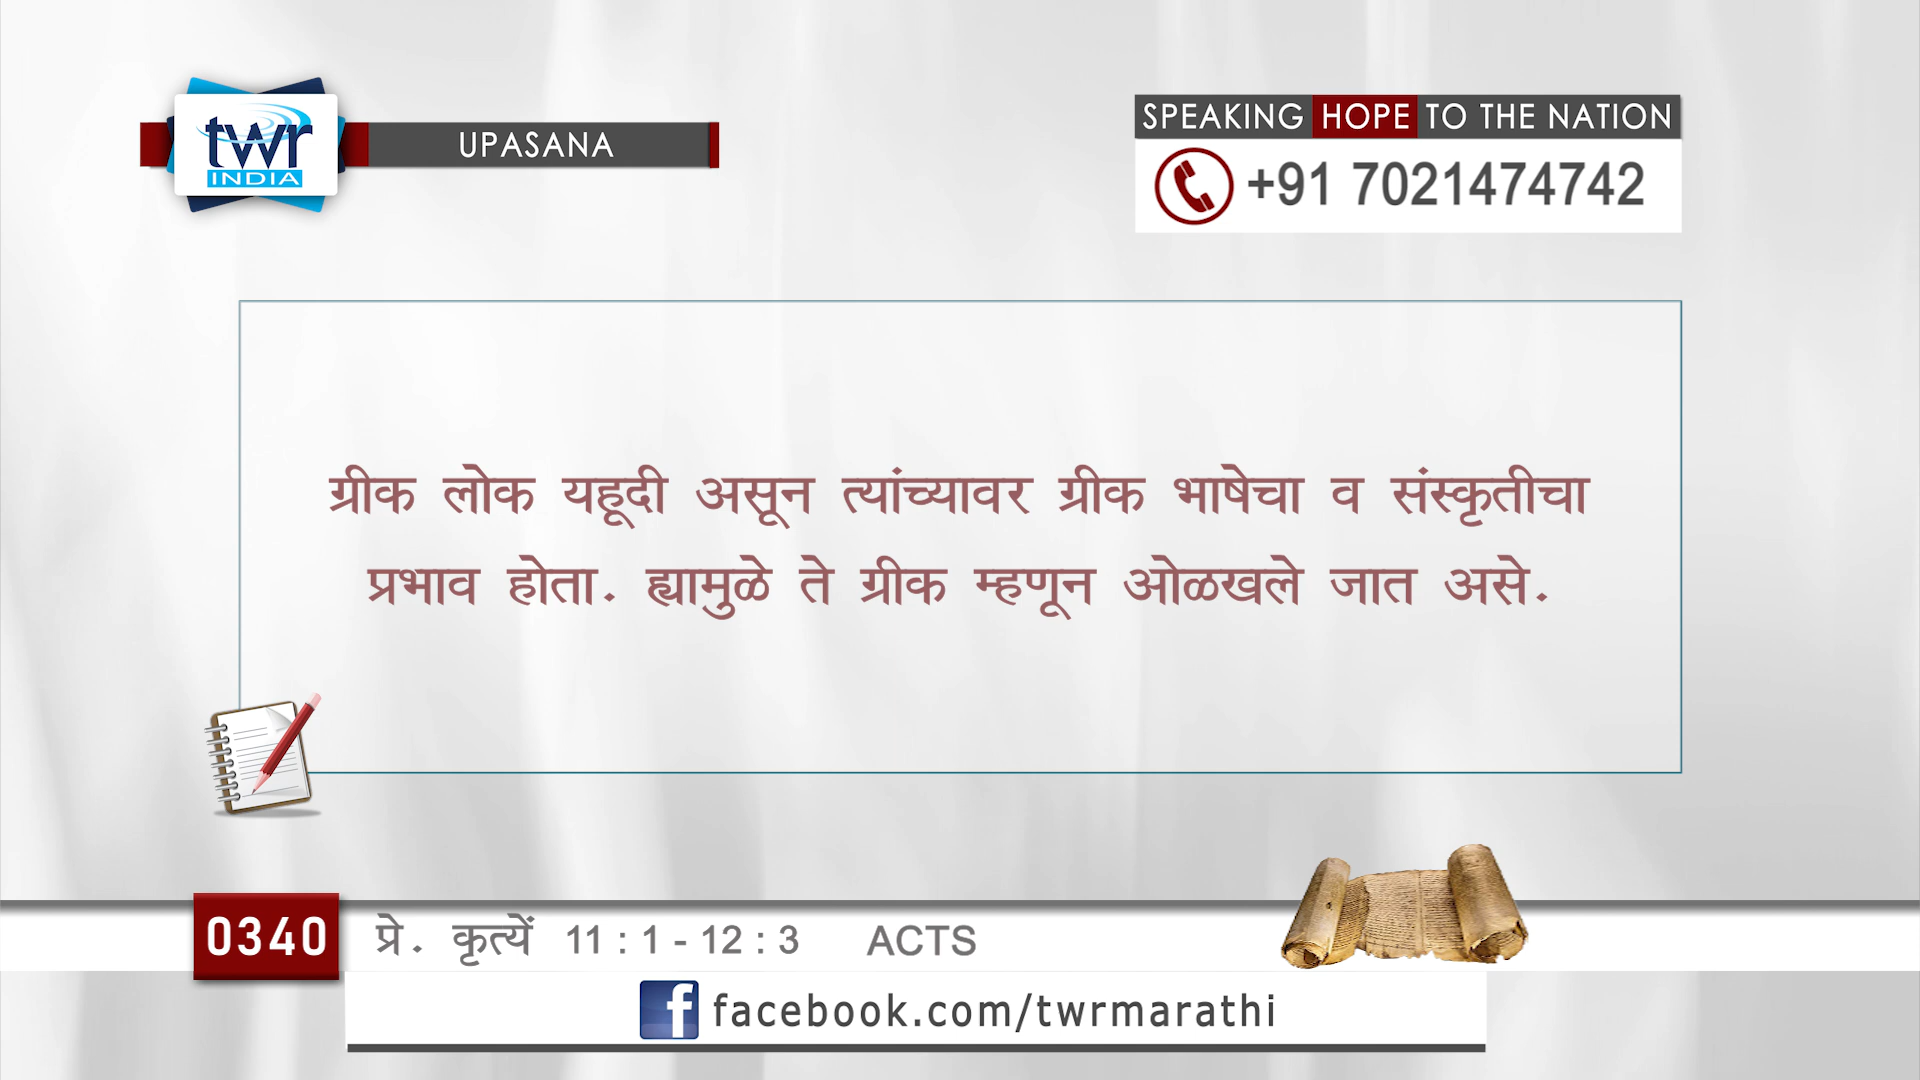 twr
INDIA
UPASANA
SPEAKING HOPE TO THE NATION
+91 7021474742
ग्रीक लोक यहूदी असून त्यांच्यावर ग्रीक भाषेचा व संस्कृतीचा
प्रभाव होता. ह्यामुळे ते ग्रीक म्हणून ओळखले जात असे.
0340 प्रे. कृत्यें 11 : 1 - 12 : 3 ACTS
facebook.com/twrmarathi